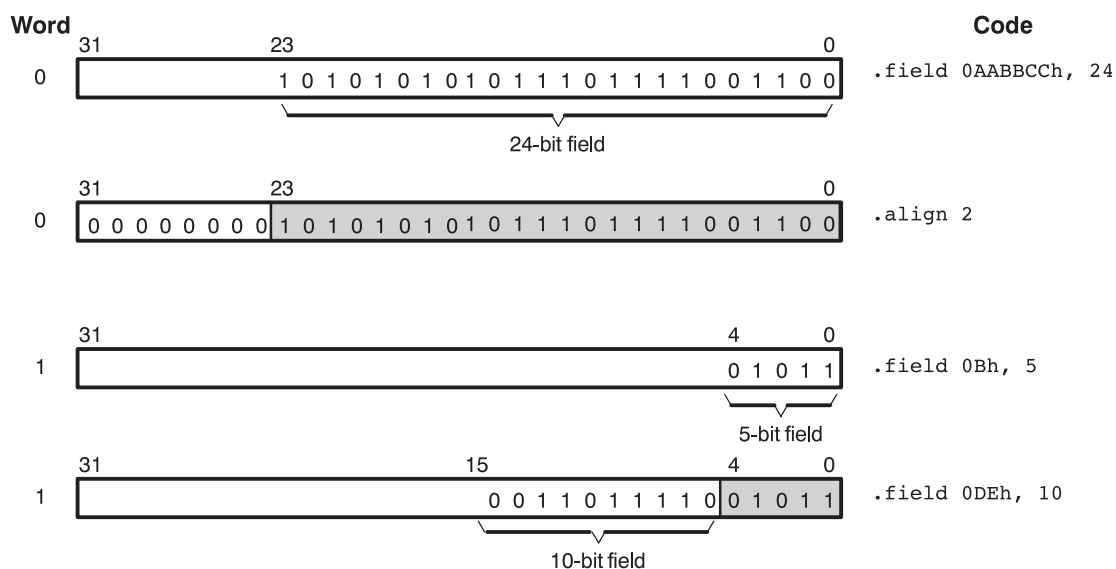 Word Code
31 23 0
0 1 0 1 0 1 0 1 0 1 0 1 1 1 0 1 1 1 1 0 0 1 1 0 0 .field 0AABBCCh, 24
24-bit field
31 23 0
0 0 0 0 0 0 0 0 0 1 0 1 0 1 0 1 0 1 0 1 1 1 0 1 1 1 1 0 0 1 1 0 0 .align 2
31 4 0
1 0 1 0 1 1 .field 0Bh, 5
5-bit field
31 15 4 0
1 0 0 1 1 0 1 1 1 1 0 0 1 0 1 1 .field 0DEh, 10
10-bit field